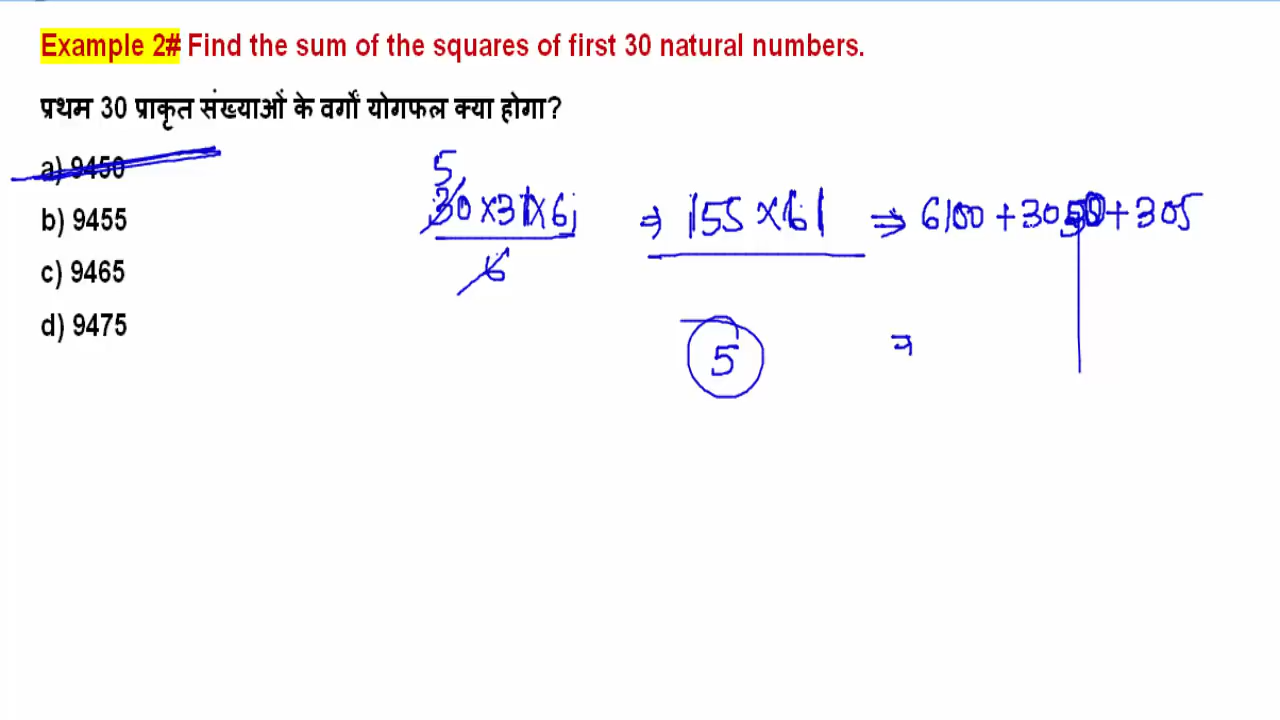 Example 2# Find the sum of the squares of first 30 natural numbers.
प्रथम 30 प्राकृत संख्याओं के वर्गों योगफल क्या होगा?
a) 9450
b) 9455
c) 9465
d) 9475
5
30 × 31 × 61
6
⇒ 155 × 61
⇒ 6100 + 3050 + 305
5
⇒